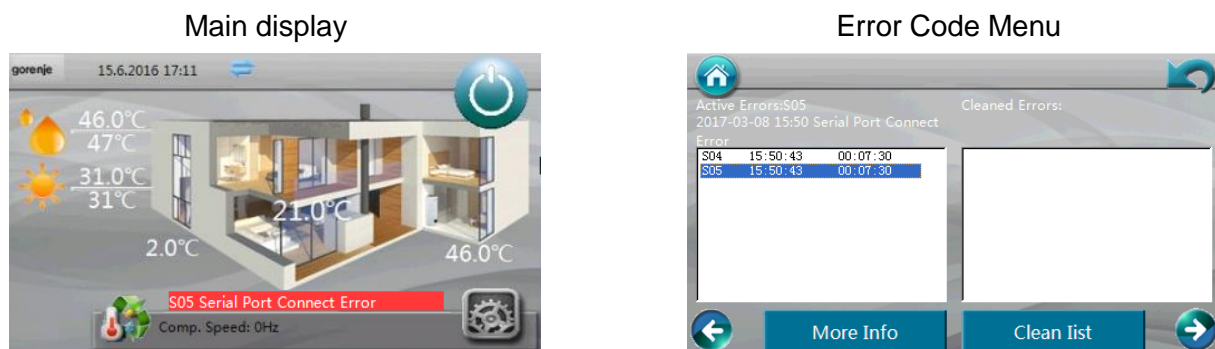 Main display
gorenje 15.6.2016 17:11
46.0℃
47℃
31.0℃
31℃
21.0℃
2.0℃
46.0℃
S05 Serial Port Connect Error
Comp. Speed: 0Hz
Error Code Menu
Active Errors:S05
2017-03-08 15:50 Serial Port Connect
Error
Cleaned Errors:
S04 15:50:43 00:07:30
S05 15:50:43 00:07:30
More Info
Clean Iist